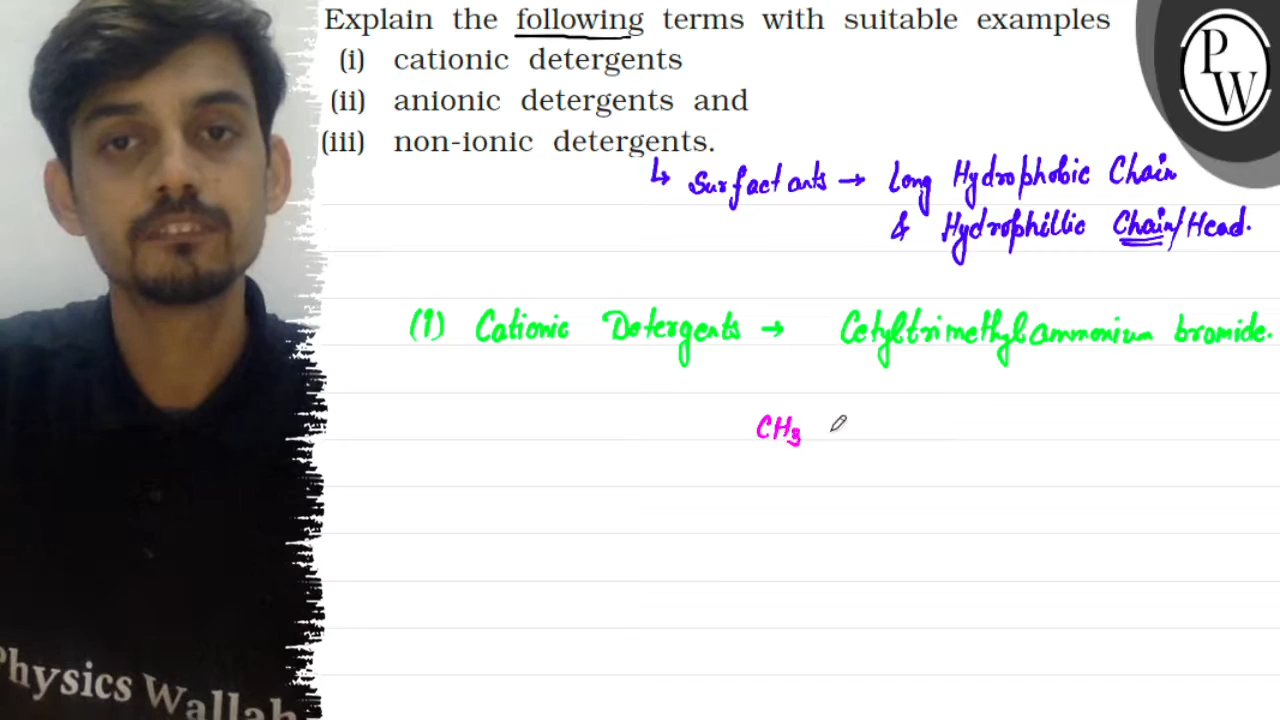 Explain the following terms with suitable examples
(i) cationic detergents
(ii) anionic detergents and
(iii) non-ionic detergents.
↳ Surfactants → Long Hydrophobic Chain
& Hydrophillic Chain/Head.
(i) Cationic Detergents → Cetyltrimethylammonium bromide.
CH₃
PW
Physics Wallah